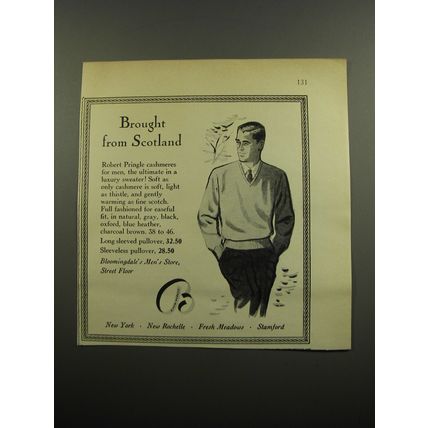 131
Brought
from Scotland
Robert Pringle cashmeres
for men, the ultimate in a
luxury sweater! Soft as
only cashmere is soft, light
as thistle, and gently
warming as fine scotch.
Full fashioned for easeful
fit, in natural, gray, black,
oxford, blue heather,
charcoal brown. 38 to 46.
Long sleeved pullover, 32.50
Sleeveless pullover, 28.50
Bloomingdale's Men's Store,
Street Floor
B
New York · New Rochelle · Fresh Meadows · Stamford